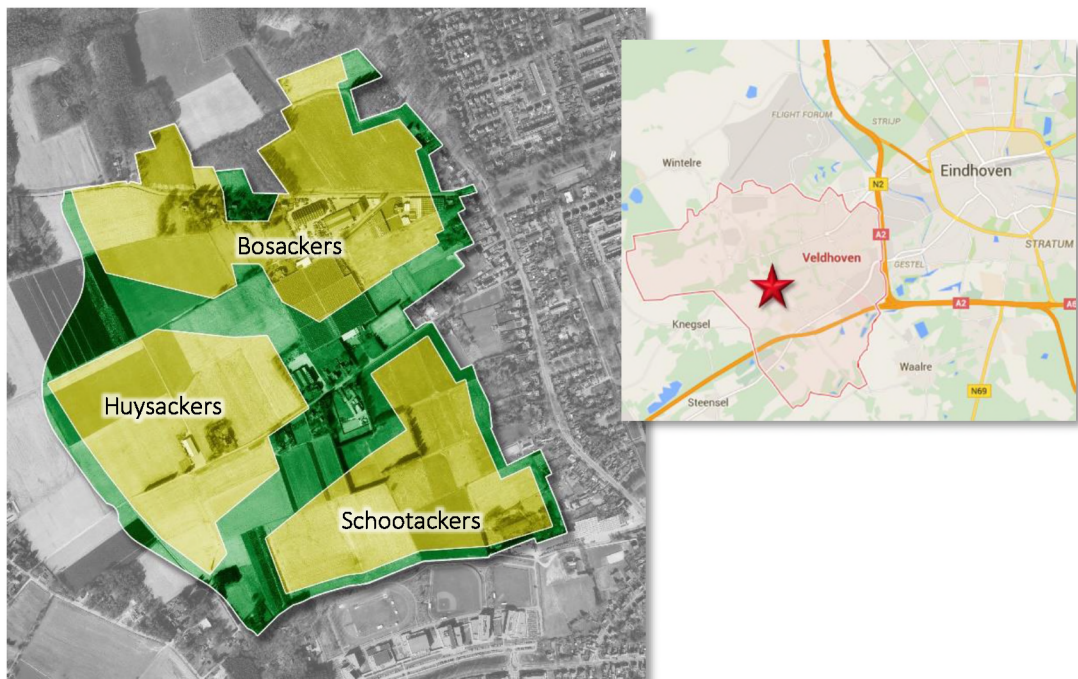 Bosackers
Huysackers
Schootackers
FLIGHT FORUM
STRIJP
Wintelre
Eindhoven
N2
A2
STRATUM
Veldhoven
GESTEL
A2
A6
Knegsel
Waalre
N69
Steensel